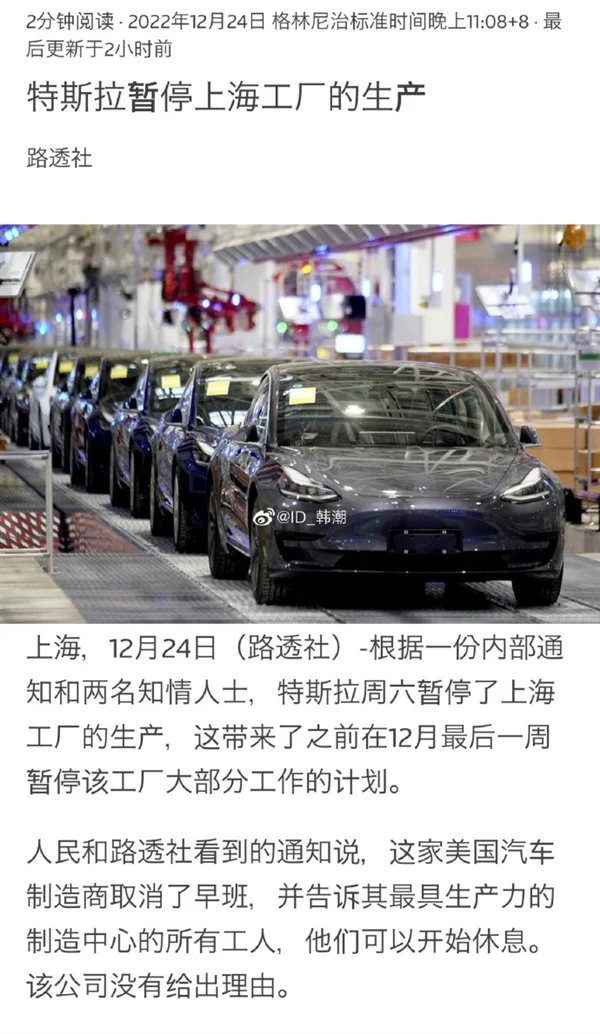 2分钟阅读 · 2022年12月24日 格林尼治标准时间晚上11:08+8 · 最
后更新于2小时前
特斯拉暂停上海工厂的生产
路透社
@ID_韩潮
上海，12月24日（路透社）-根据一份内部通
知和两名知情人士，特斯拉周六暂停了上海
工厂的生产，这带来了之前在12月最后一周
暂停该工厂大部分工作的计划。
人民和路透社看到的通知说，这家美国汽车
制造商取消了早班，并告诉其最具生产力的
制造中心的所有工人，他们可以开始休息。
该公司没有给出理由。